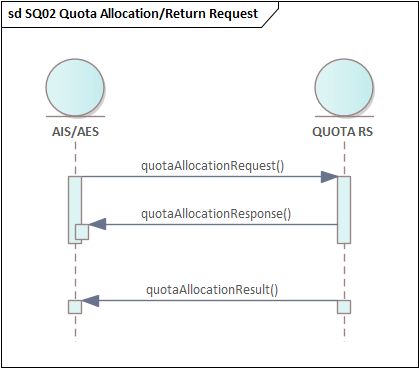 sd SQ02 Quota Allocation/Return Request
AIS/AES
QUOTA RS
quotaAllocationRequest()
quotaAllocationResponse()
quotaAllocationResult()